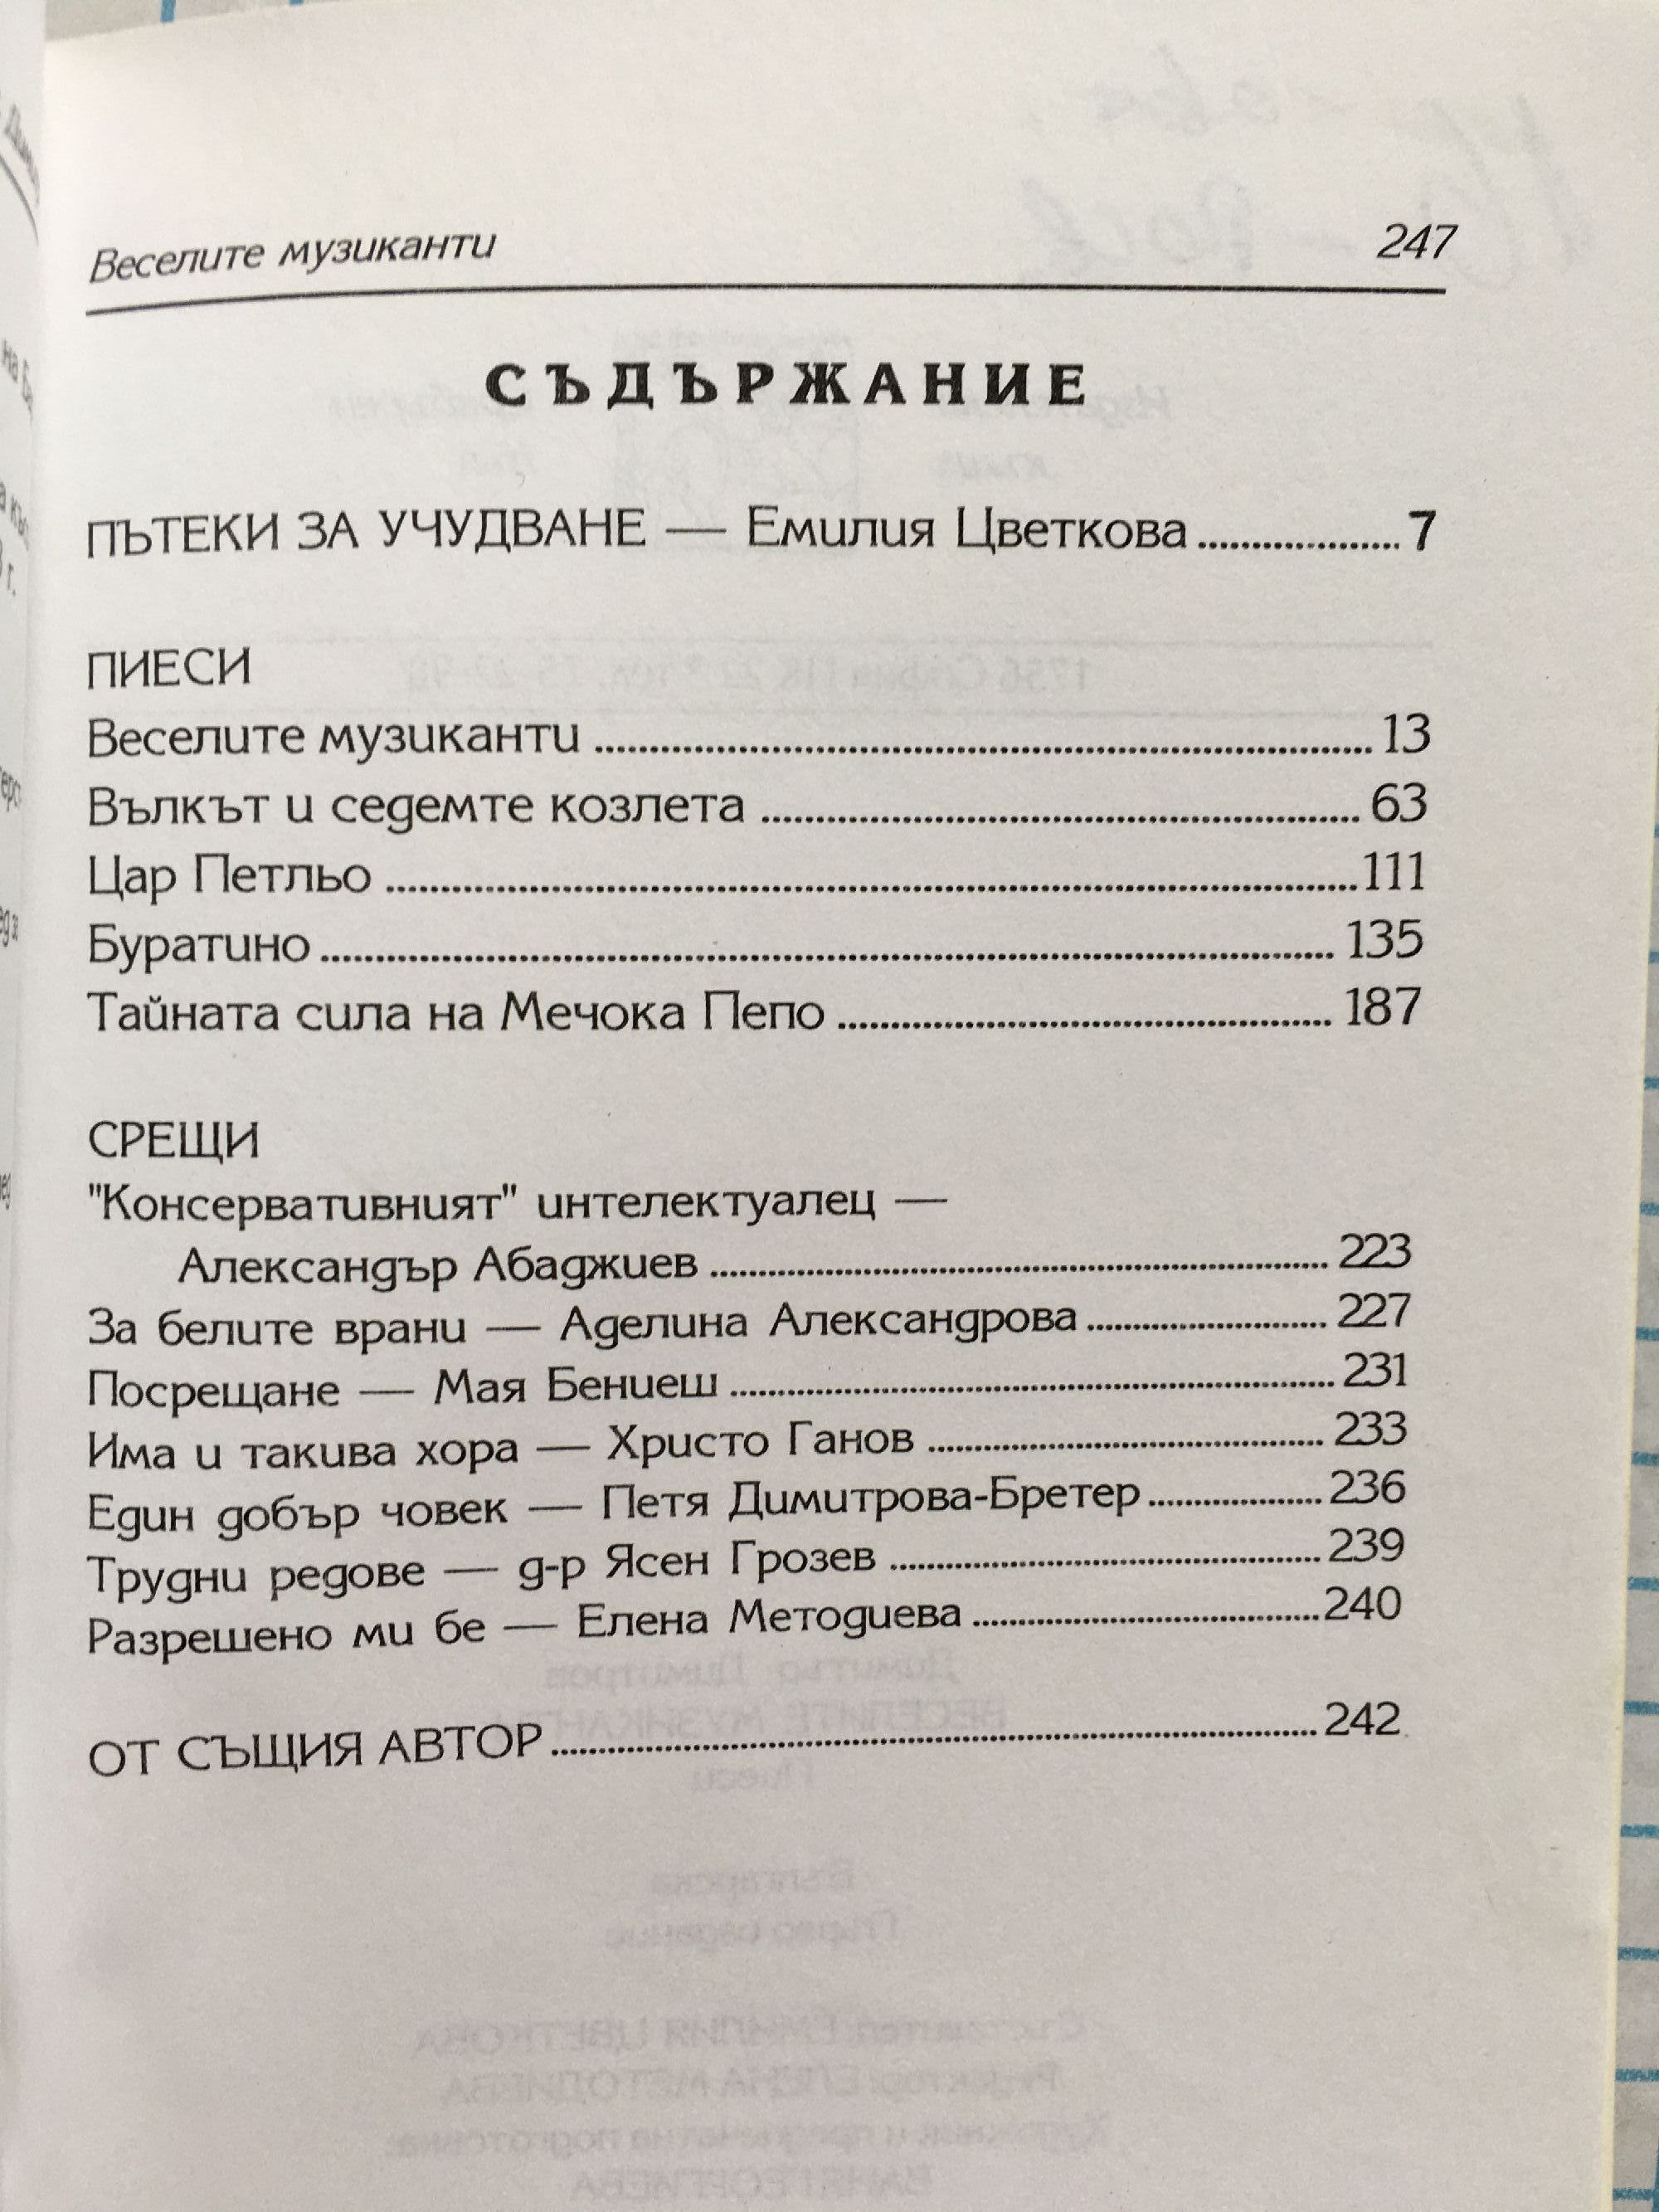 Веселите музиканти 247
СЪДЪРЖАНИЕ
ПЪТЕКИ ЗА УЧУДВАНЕ — Емилия Цветкова ................... 7
ПИЕСИ
Веселите музиканти ................... 13
Вълкът и седемте козлета ................... 63
Цар Петльо ................... 111
Буратино ................... 135
Тайната сила на Мечока Пепо ................... 187
СРЕЩИ
"Консервативният" интелектуалец —
Александър Абаджиев ................... 223
За белите врани — Аделина Александрова ................... 227
Посрещане — Мая Бениеш ................... 231
Има и такива хора — Христо Ганов ................... 233
Един добър човек — Петя Димитрова-Бретер ................... 236
Трудни редове — д-р Ясен Грозев ................... 239
Разрешено ми бе — Елена Методиева ................... 240
ОТ СЪЩИЯ АВТОР ................... 242